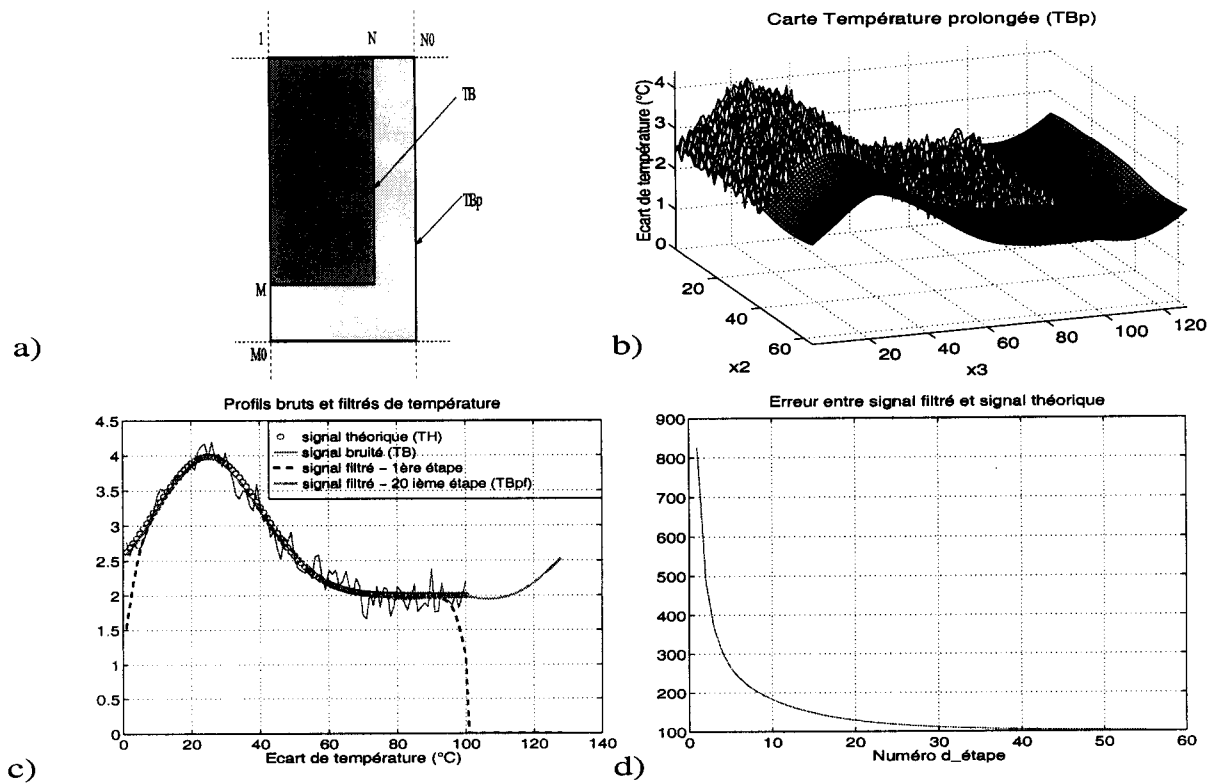 1 N N0
TB
TBp
M
M0
a)
Carte Température prolongée (TBp)
Ecart de température (°C)
4
3
2
1
0
20
40
60
x2
20 40 60 80 100 120
x3
b)
Profils bruts et filtrés de température
4.5
4
3.5
3
2.5
2
1.5
1
0.5
0
signal théorique (TH)
signal bruité (TB)
signal filtré - 1ère étape
signal filtré - 20 ième étape (TBpf)
0 20 40 60 80 100 120 140
Ecart de température (°C)
c)
Erreur entre signal filtré et signal théorique
900
800
700
600
500
400
300
200
100
0 10 20 30 40 50 60
Numéro d_étape
d)